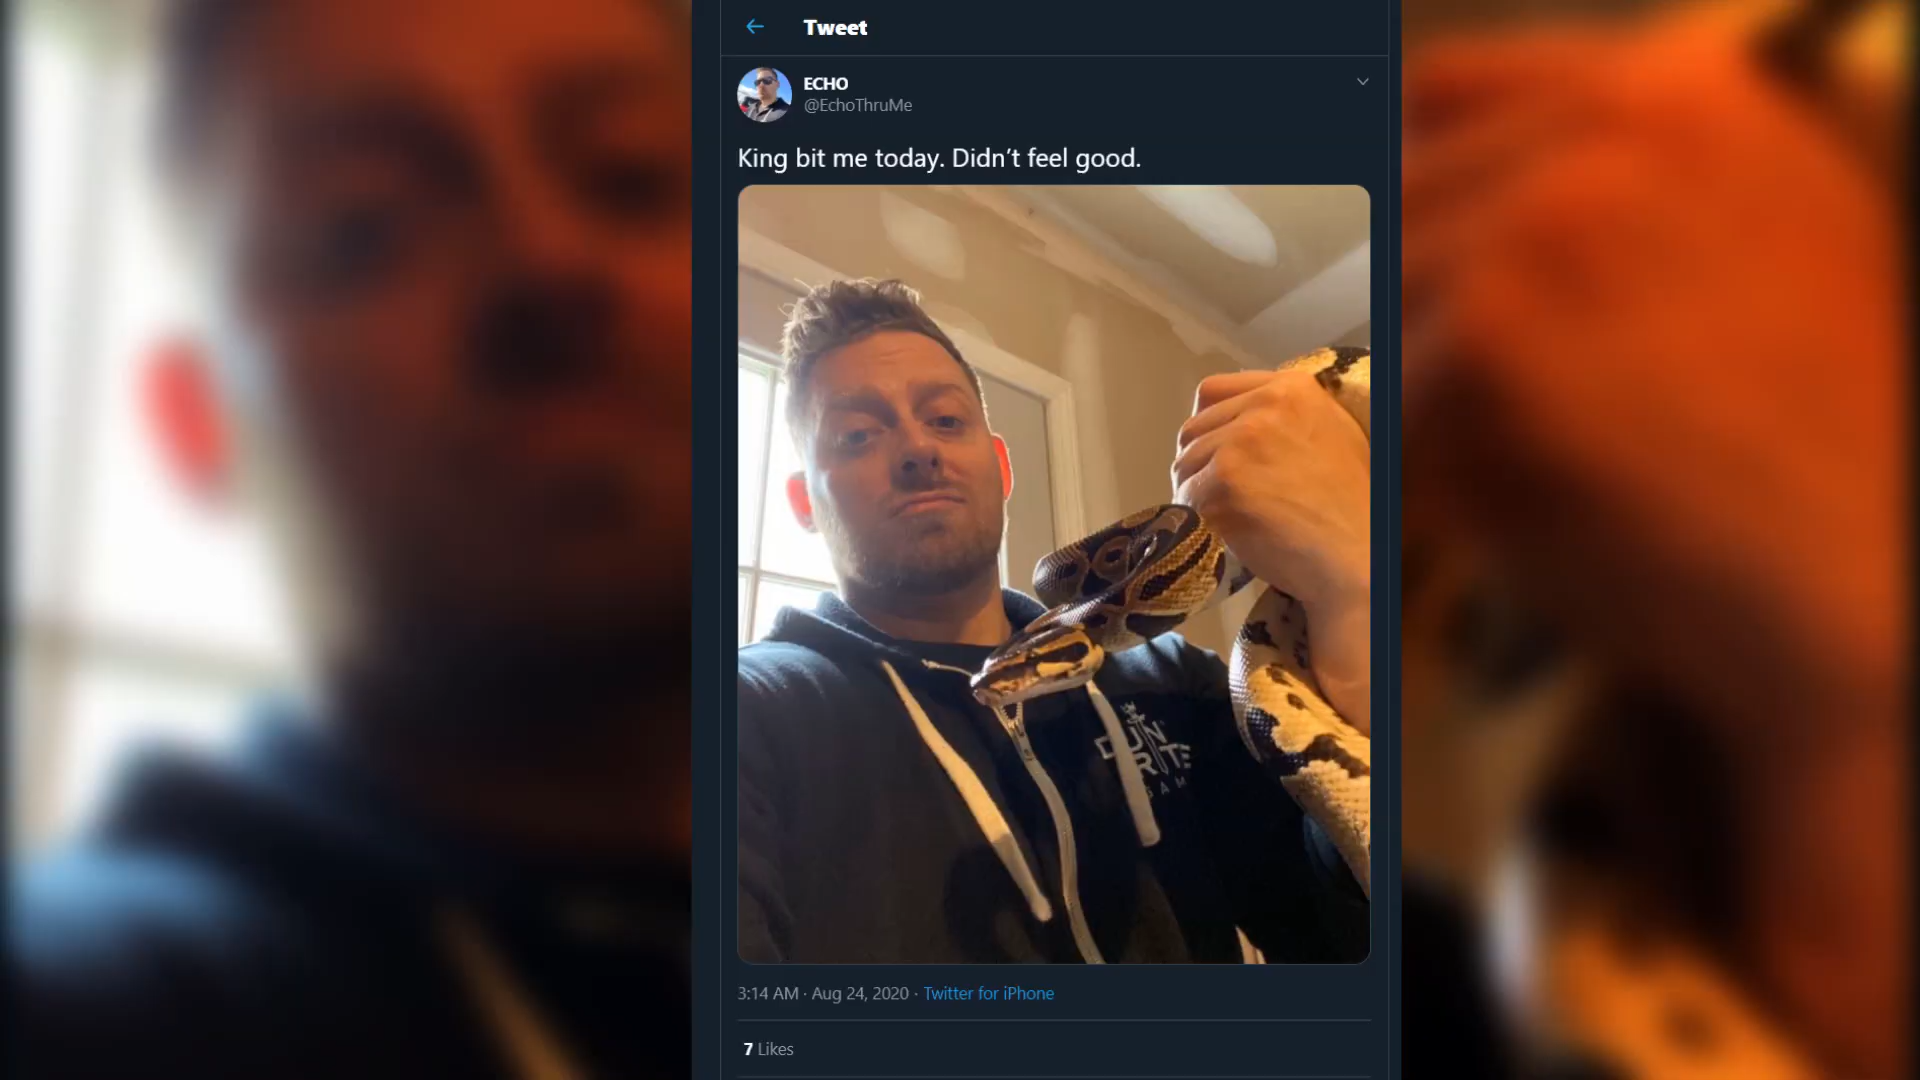 Tweet
ECHO
@EchoThruMe
King bit me today. Didn’t feel good.
GAM
3:14 AM · Aug 24, 2020 · Twitter for iPhone
7 Likes